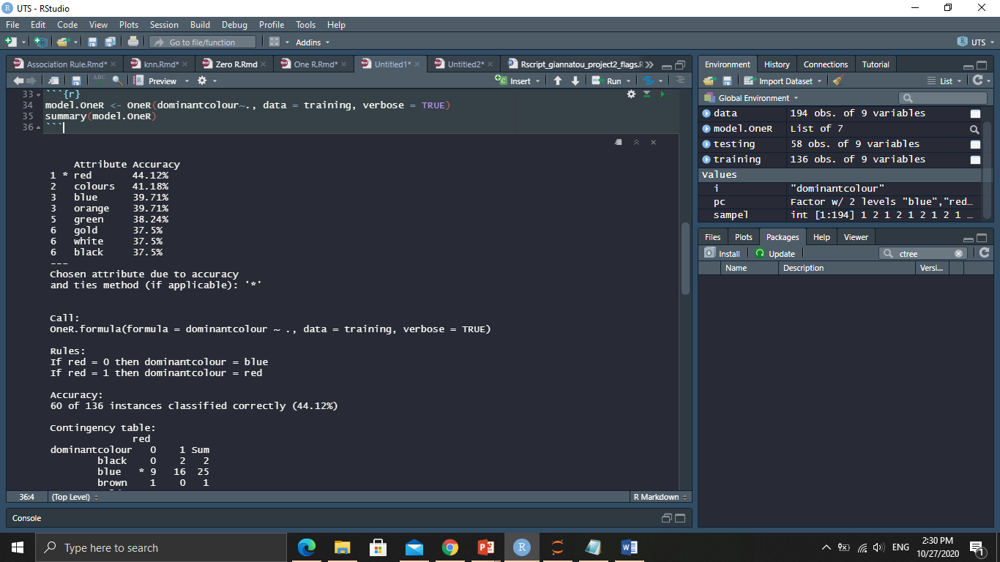 UTS - RStudio
File Edit Code View Plots Session Build Debug Profile Tools Help
Go to file/function Addins UTS
Association Rule.Rmd* knn.Rmd* Zero R.Rmd One R.Rmd* Untitled1* Untitled2* Rscript_giannatou_project2_flags.R
ABC Preview Insert Run
33 ```{r}
34 model.OneR <- OneR(dominantcolour~., data = training, verbose = TRUE)
35 summary(model.OneR)
36 ```
Attribute Accuracy
1 * red 44.12%
2 colours 41.18%
3 blue 39.71%
3 orange 39.71%
5 green 38.24%
6 gold 37.5%
6 white 37.5%
6 black 37.5%
---
Chosen attribute due to accuracy
and ties method (if applicable): '*'
Call:
OneR.formula(formula = dominantcolour ~ ., data = training, verbose = TRUE)
Rules:
If red = 0 then dominantcolour = blue
If red = 1 then dominantcolour = red
Accuracy:
60 of 136 instances classified correctly (44.12%)
Contingency table:
red
dominantcolour 0 1 Sum
black 0 2 2
blue * 9 16 25
brown 1 0 1
36:4 (Top Level) R Markdown
Console
Environment History Connections Tutorial
Import Dataset List
Global Environment
data 194 obs. of 9 variables
model.OneR List of 7
testing 58 obs. of 9 variables
training 136 obs. of 9 variables
Values
i "dominantcolour"
pc Factor w/ 2 levels "blue","red…
sampel int [1:194] 1 2 1 2 1 2 1 2 1 …
Files Plots Packages Help Viewer
Install Update ctree
Name Description Versi...
Type here to search
ENG
2:30 PM
10/27/2020
1